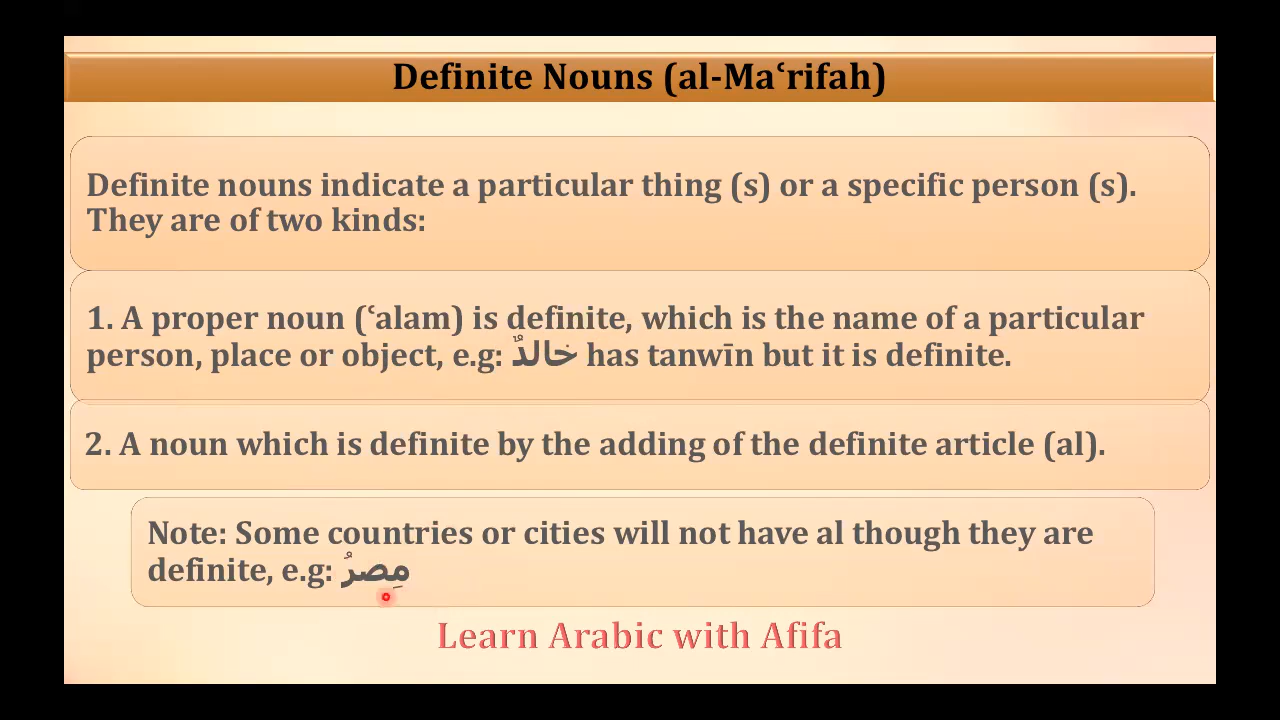 Definite Nouns (al-Maʿrifah)
Definite nouns indicate a particular thing (s) or a specific person (s).
They are of two kinds:
1. A proper noun (ʿalam) is definite, which is the name of a particular
person, place or object, e.g: خالدٌ has tanwīn but it is definite.
2. A noun which is definite by the adding of the definite article (al).
Note: Some countries or cities will not have al though they are
definite, e.g: مِصرُ
Learn Arabic with Afifa